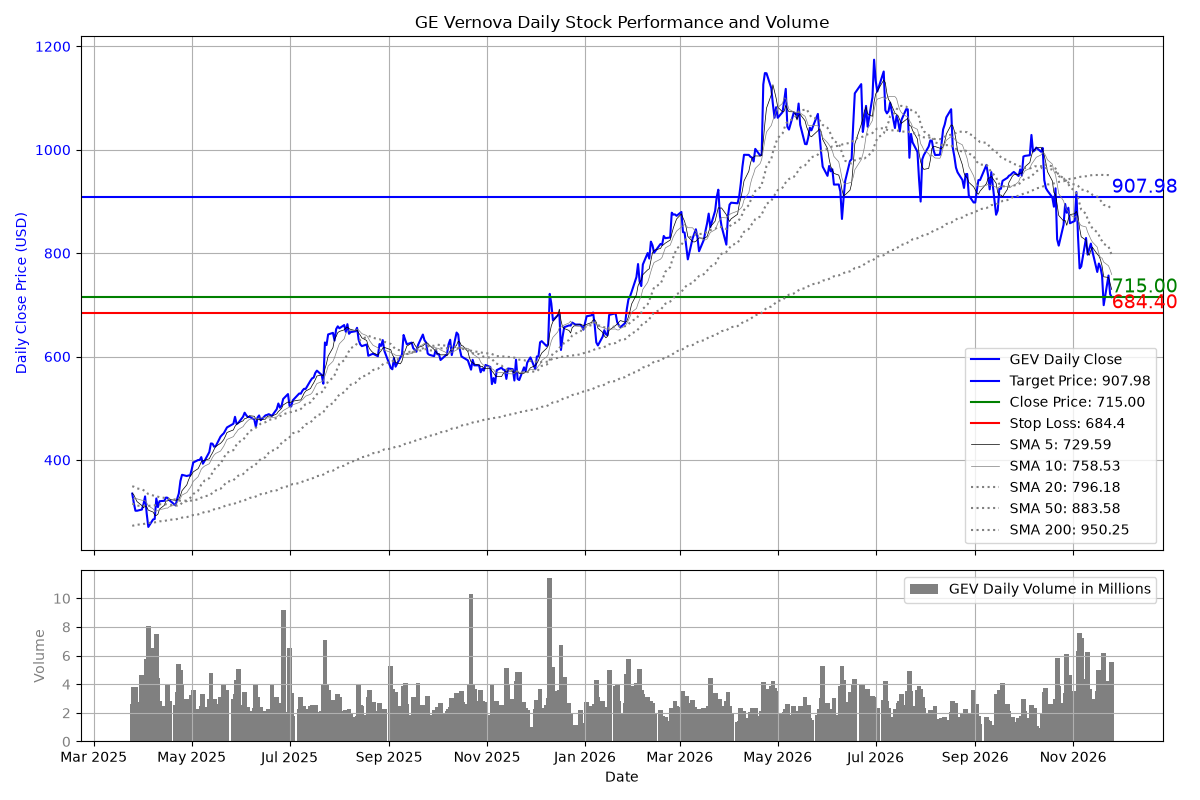 GE Vernova Daily Stock Performance and Volume
Daily Close Price (USD)
1200
1000
800
600
400
907.98
715.00
684.40
GEV Daily Close
Target Price: 907.98
Close Price: 715.00
Stop Loss: 684.4
SMA 5: 729.59
SMA 10: 758.53
SMA 20: 796.18
SMA 50: 883.58
SMA 200: 950.25
Volume
10
8
6
4
2
0
GEV Daily Volume in Millions
Mar 2025
May 2025
Jul 2025
Sep 2025
Nov 2025
Jan 2026
Mar 2026
May 2026
Jul 2026
Sep 2026
Nov 2026
Date